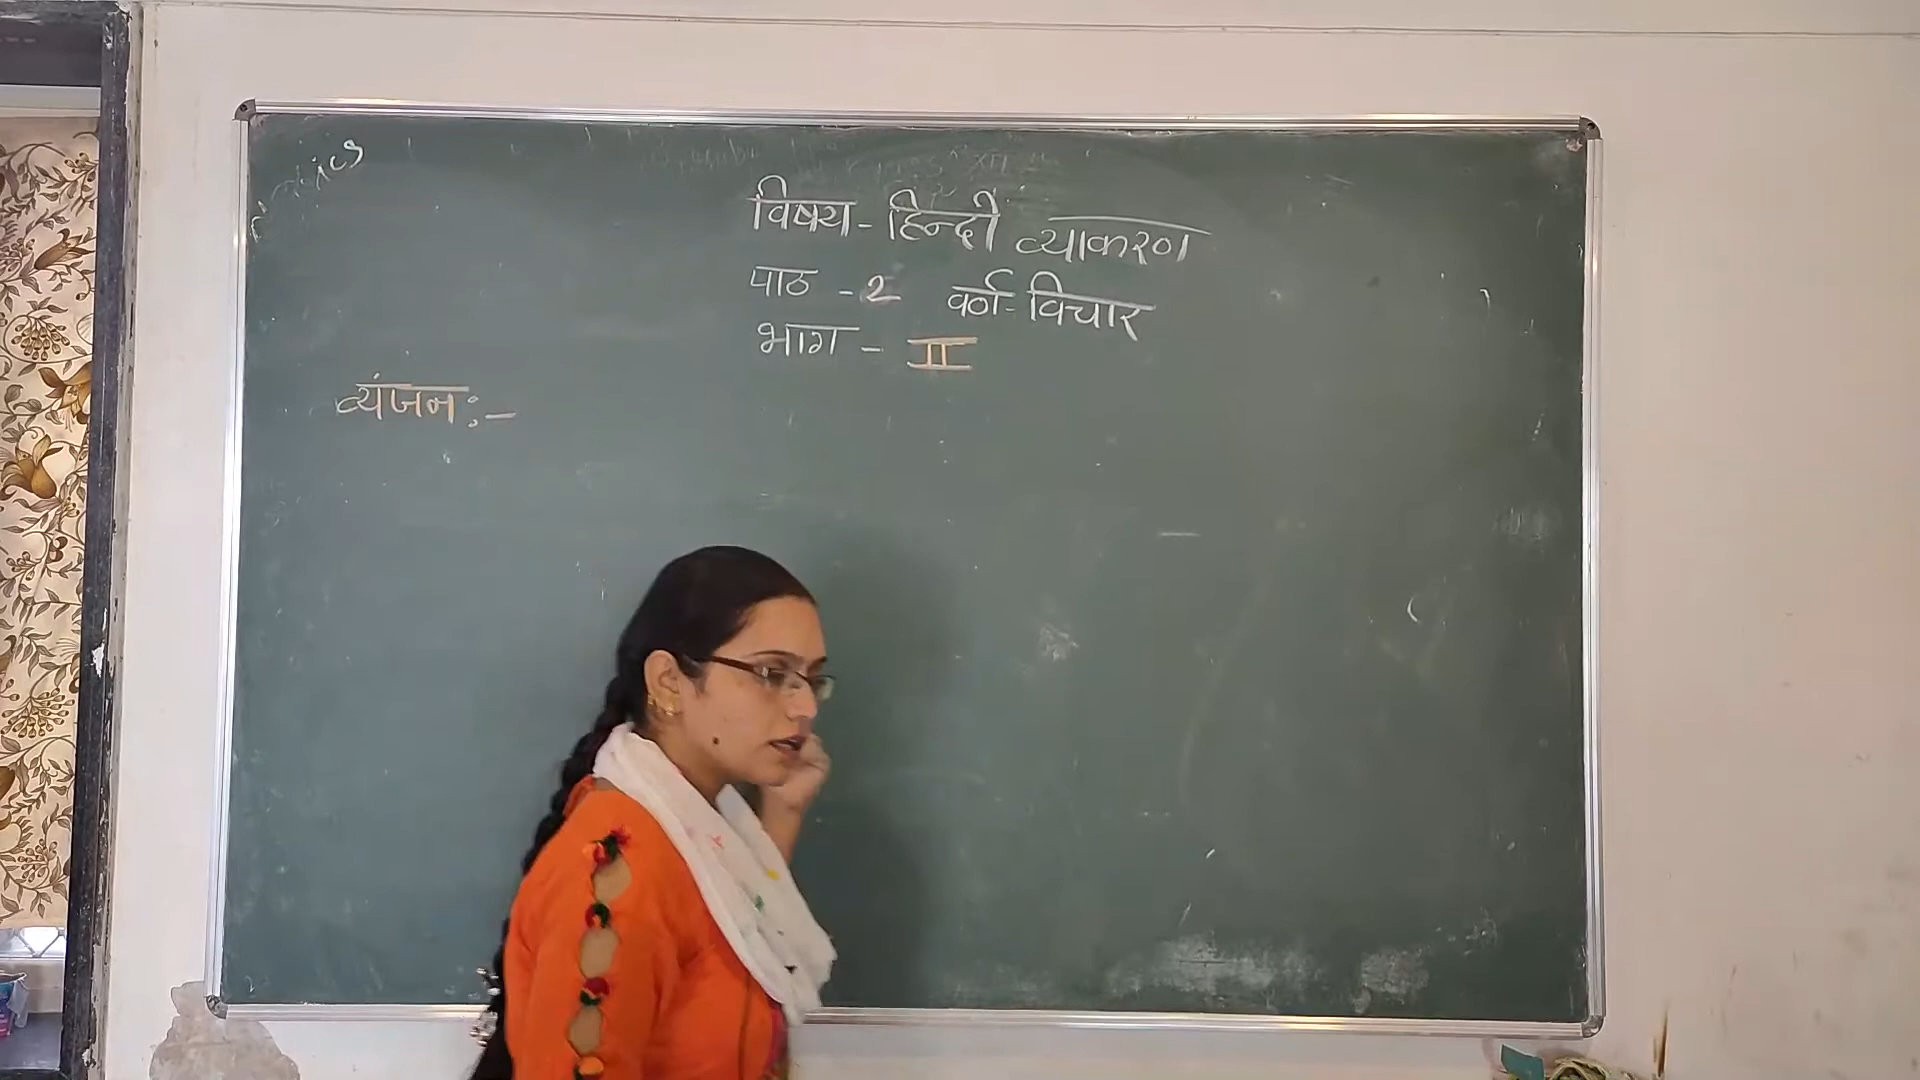 विषय - हिन्दी व्याकरण
पाठ - 2 वर्ण - विचार
भाग - II
व्यंजन :-